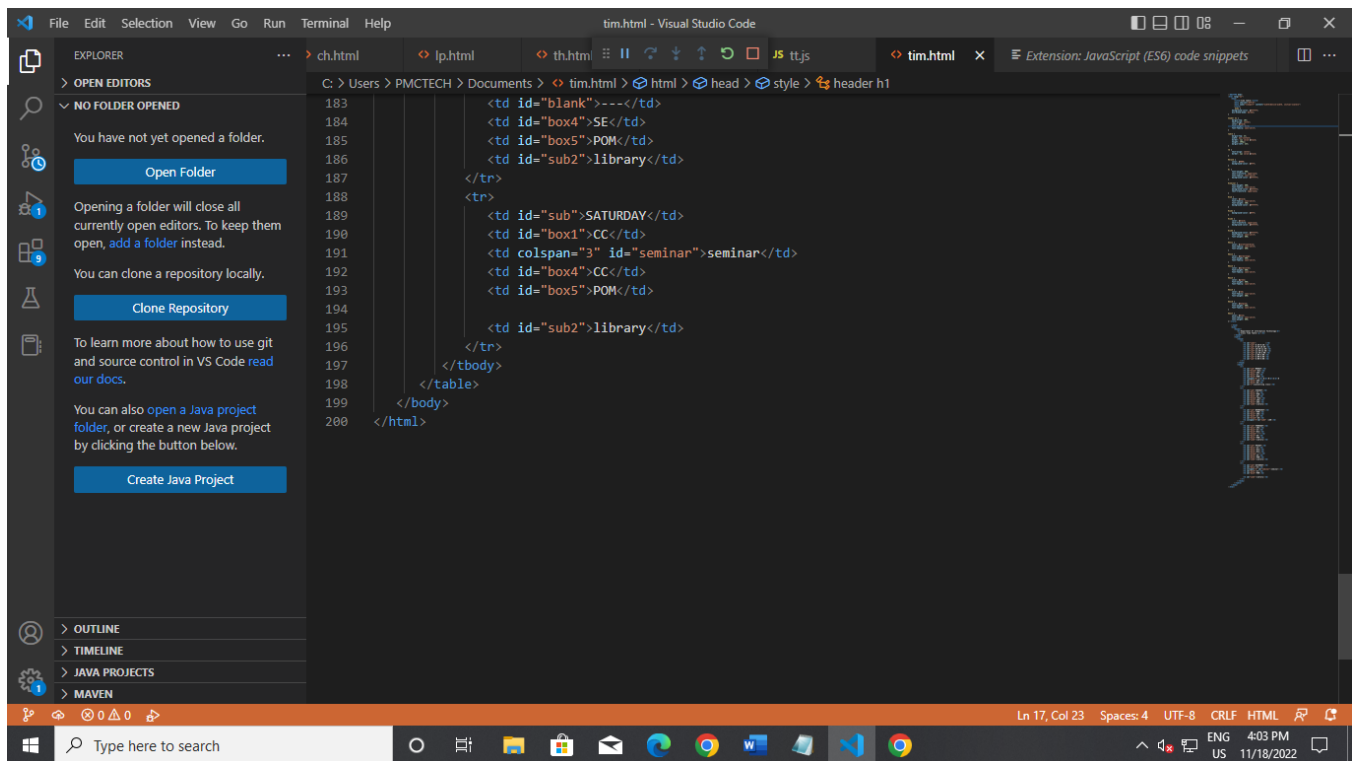 File Edit Selection View Go Run Terminal Help tim.html - Visual Studio Code
EXPLORER
ch.html lp.html th.html JS tt.js tim.html Extension: JavaScript (ES6) code snippets
C: > Users > PMCTECH > Documents > tim.html > html > head > style > header h1
OPEN EDITORS
NO FOLDER OPENED
You have not yet opened a folder.
Open Folder
Opening a folder will close all
currently open editors. To keep them
open, add a folder instead.
You can clone a repository locally.
Clone Repository
To learn more about how to use git
and source control in VS Code read
our docs.
You can also open a Java project
folder, or create a new Java project
by clicking the button below.
Create Java Project
OUTLINE
TIMELINE
JAVA PROJECTS
MAVEN
1
9
1
183 <td id="blank">---</td>
184 <td id="box4">SE</td>
185 <td id="box5">POM</td>
186 <td id="sub2">library</td>
187 </tr>
188 <tr>
189 <td id="sub">SATURDAY</td>
190 <td id="box1">CC</td>
191 <td colspan="3" id="seminar">seminar</td>
192 <td id="box4">CC</td>
193 <td id="box5">POM</td>
194
195 <td id="sub2">library</td>
196 </tr>
197 </tbody>
198 </table>
199 </body>
200 </html>
0 0 Ln 17, Col 23 Spaces: 4 UTF-8 CRLF HTML
Type here to search
ENG 4:03 PM
US 11/18/2022